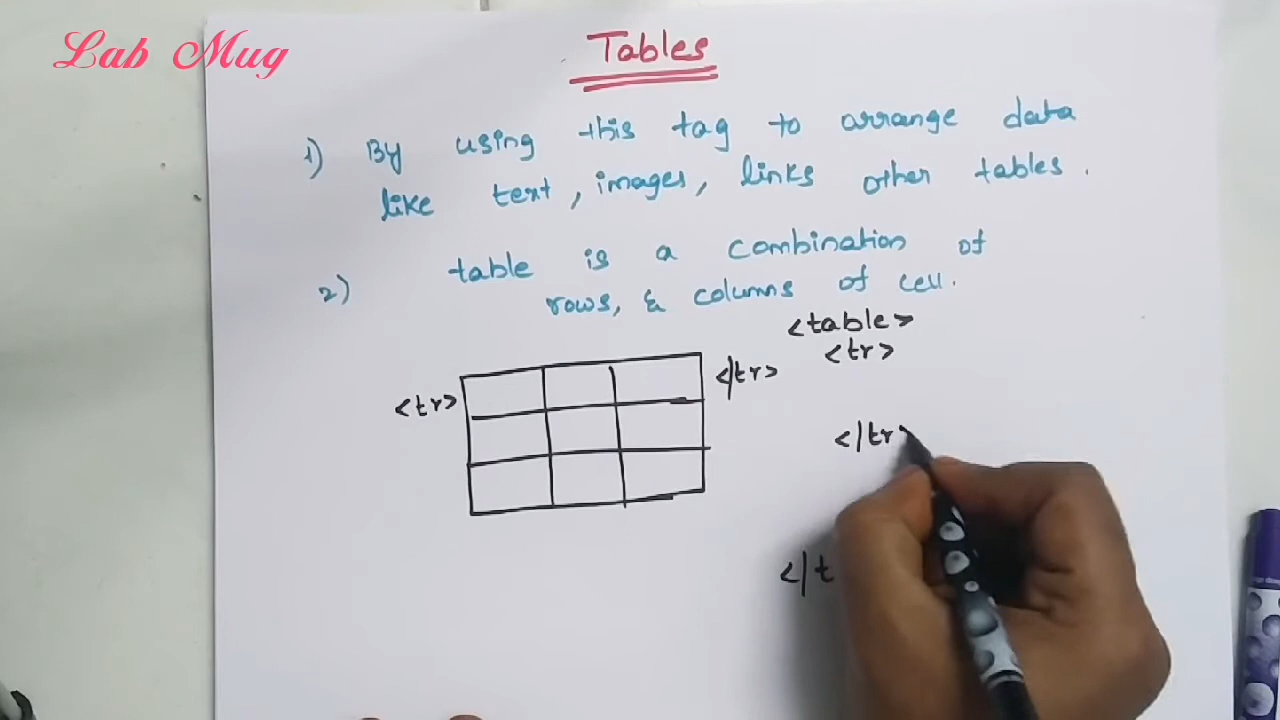 Lab Mug
Tables
1) By using this tag to arrange data
like text, images, links other tables.
2) table is a combination of
rows, & columns of cell.
<table>
<tr>
</tr>
<tr>
</tr>